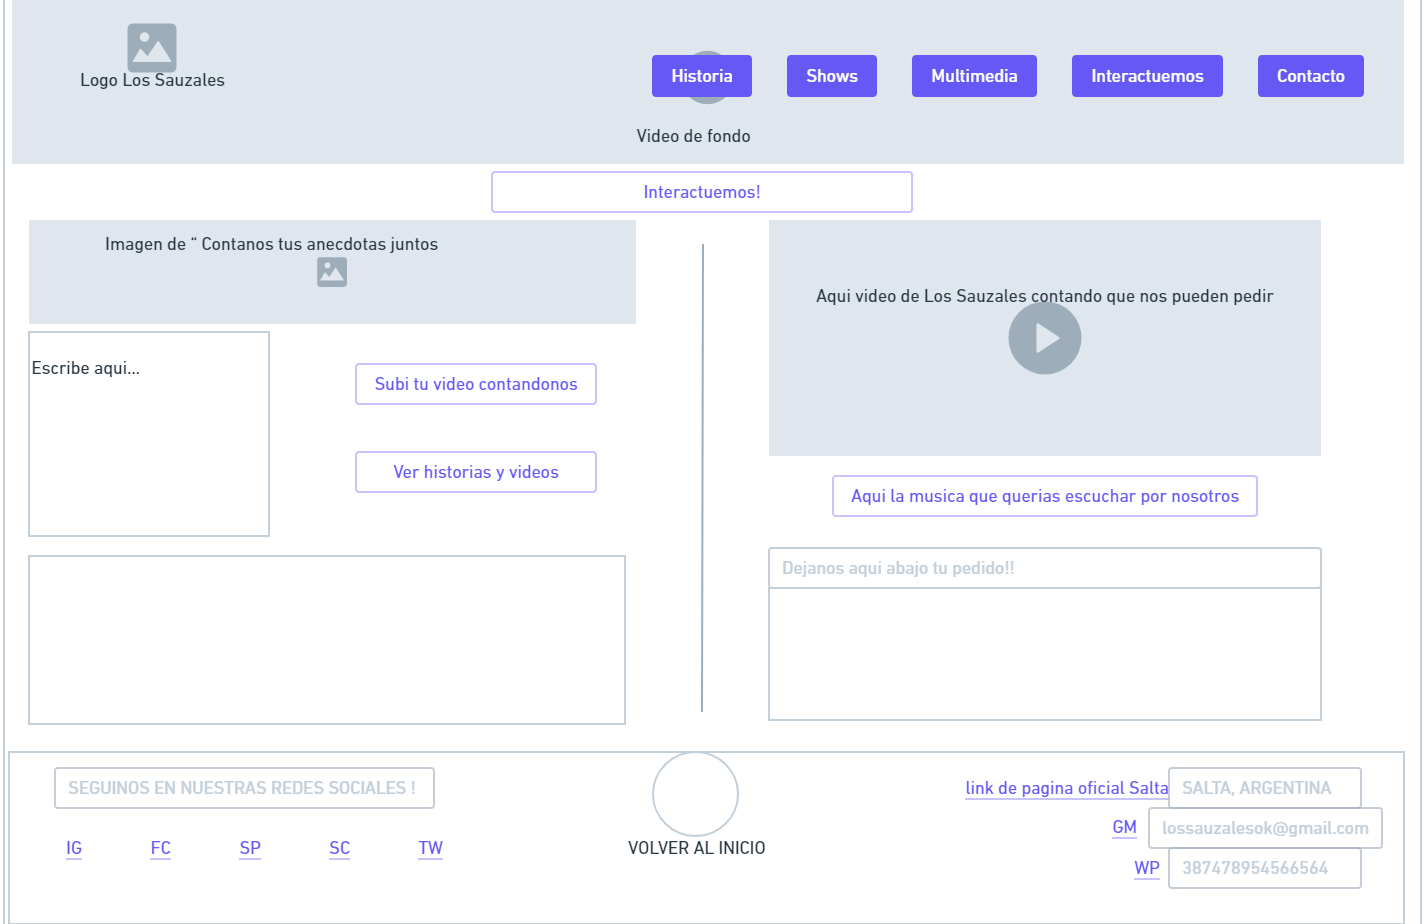 Logo Los Sauzales
Historia
Shows
Multimedia
Interactuemos
Contacto
Video de fondo
Interactuemos!
Imagen de “ Contanos tus anecdotas juntos
Escribe aqui...
Subi tu video contandonos
Ver historias y videos
Aqui video de Los Sauzales contando que nos pueden pedir
Aqui la musica que querias escuchar por nosotros
Dejanos aqui abajo tu pedido!!
SEGUINOS EN NUESTRAS REDES SOCIALES !
IG
FC
SP
SC
TW
VOLVER AL INICIO
link de pagina oficial Salta
SALTA, ARGENTINA
GM
lossauzalesok@gmail.com
WP
387478954566564